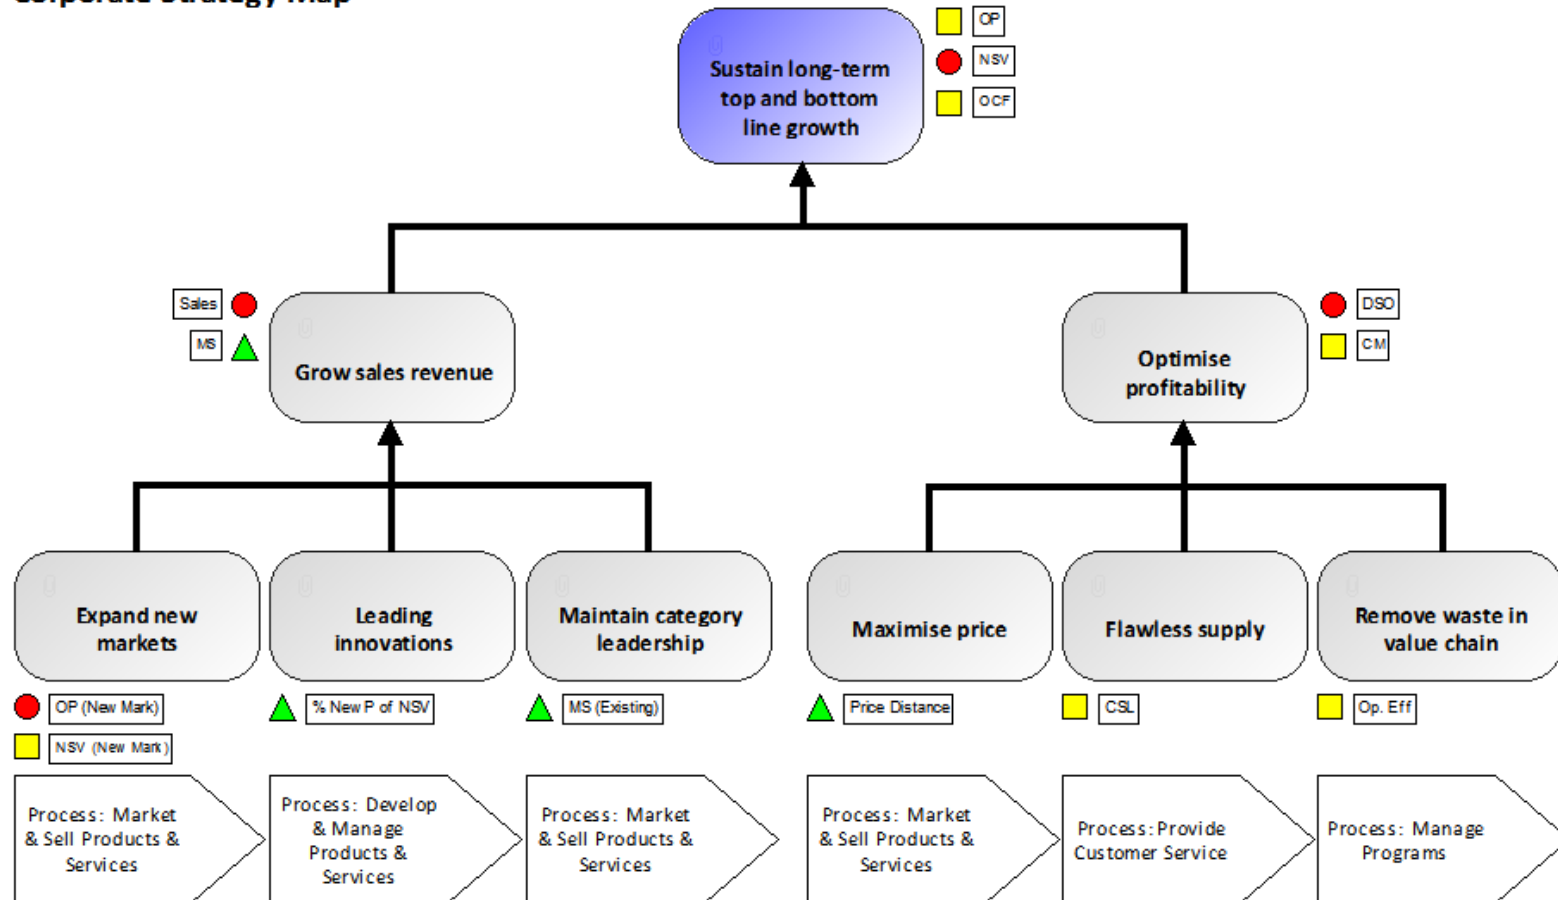 Corporate Strategy Map
OP
NSV
OCF
Sustain long-term
top and bottom
line growth
Sales
MS
Grow sales revenue
DSO
CM
Optimise
profitability
Expand new
markets
Leading
innovations
Maintain category
leadership
Maximise price
Flawless supply
Remove waste in
value chain
OP (New Mark)
NSV (New Mark)
% New P of NSV
MS (Existing)
Price Distance
CSL
Op. Eff
Process: Market
& Sell Products &
Services
Process: Develop
& Manage
Products &
Services
Process: Market
& Sell Products &
Services
Process: Market
& Sell Products &
Services
Process: Provide
Customer Service
Process: Manage
Programs